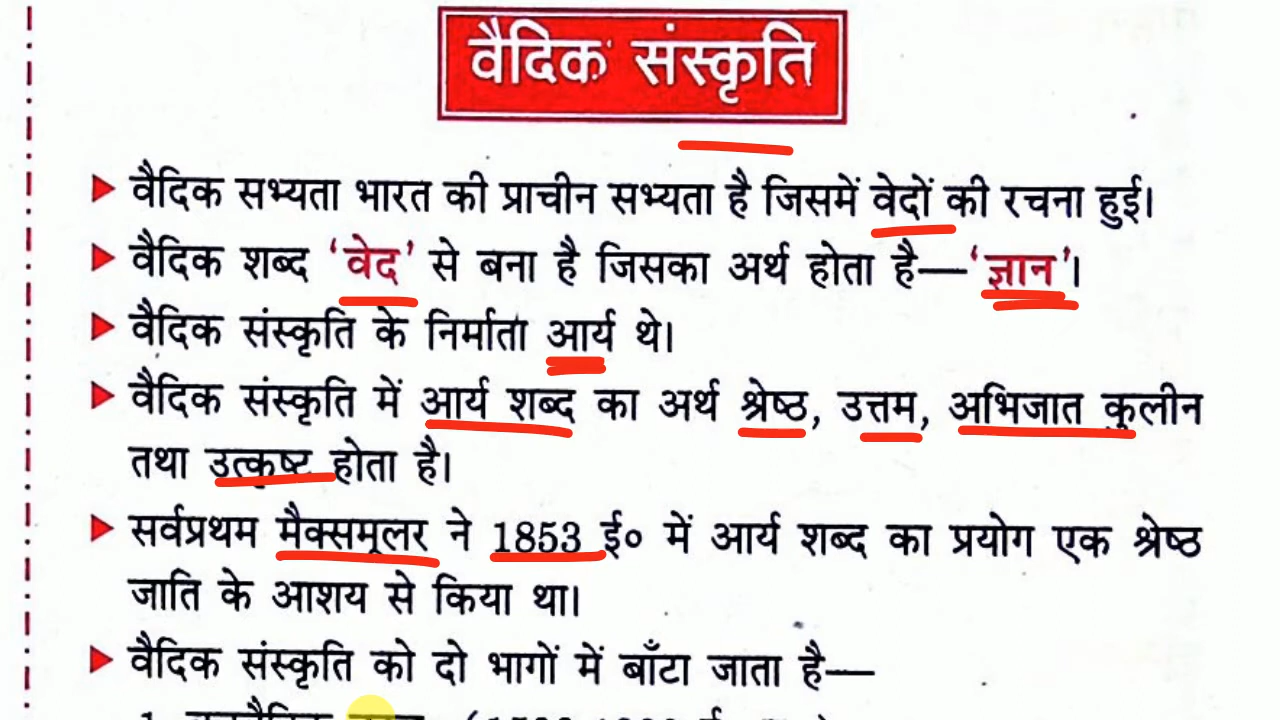 वैदिक संस्कृति
वैदिक सभ्यता भारत की प्राचीन सभ्यता है जिसमें वेदों की रचना हुई।
वैदिक शब्द ‘वेद’ से बना है जिसका अर्थ होता है—‘ज्ञान’।
वैदिक संस्कृति के निर्माता आर्य थे।
वैदिक संस्कृति में आर्य शब्द का अर्थ श्रेष्ठ, उत्तम, अभिजात कुलीन
तथा उत्कृष्ट होता है।
सर्वप्रथम मैक्समूलर ने 1853 ई० में आर्य शब्द का प्रयोग एक श्रेष्ठ
जाति के आशय से किया था।
वैदिक संस्कृति को दो भागों में बाँटा जाता है—